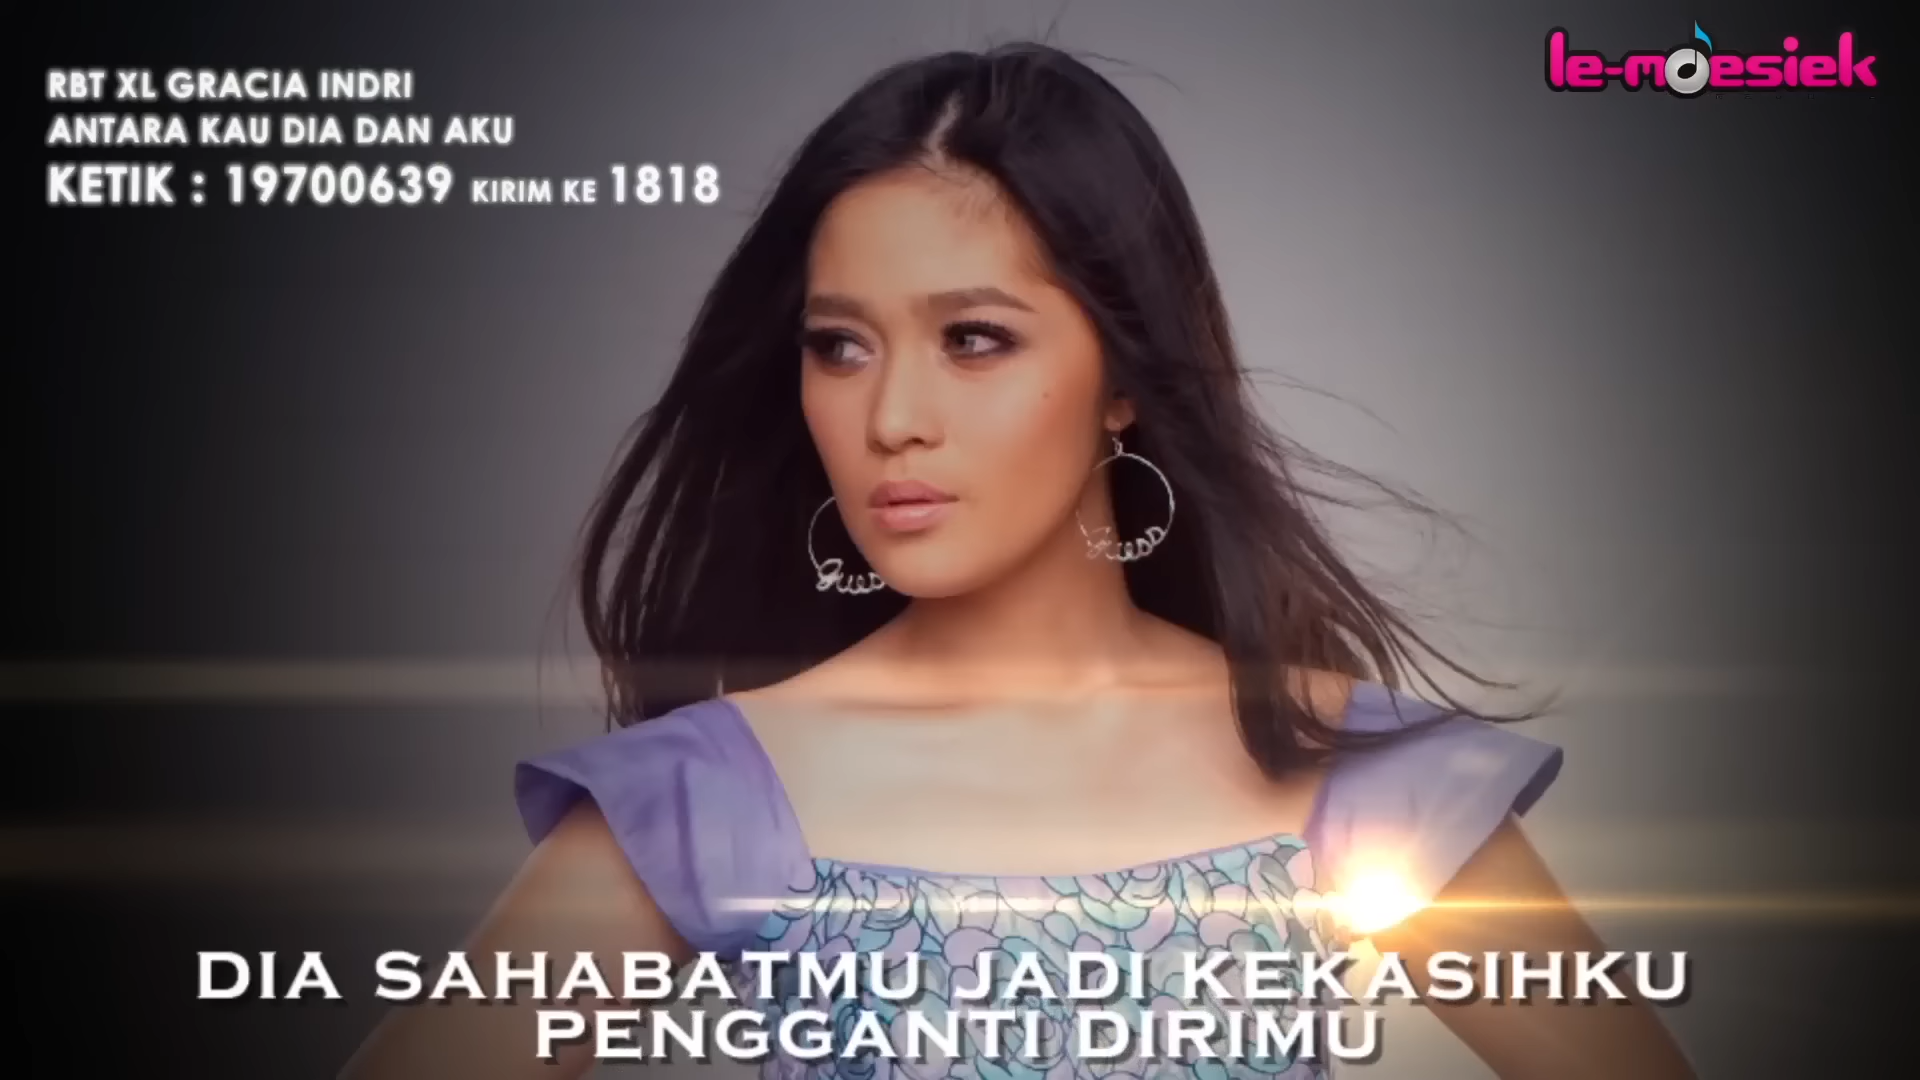 RBT XL GRACIA INDRI
ANTARA KAU DIA DAN AKU
KETIK : 19700639 KIRIM KE 1818
le-moesiek
Guess
DIA SAHABATMU JADI KEKASIHKU
PENGGANTI DIRIMU